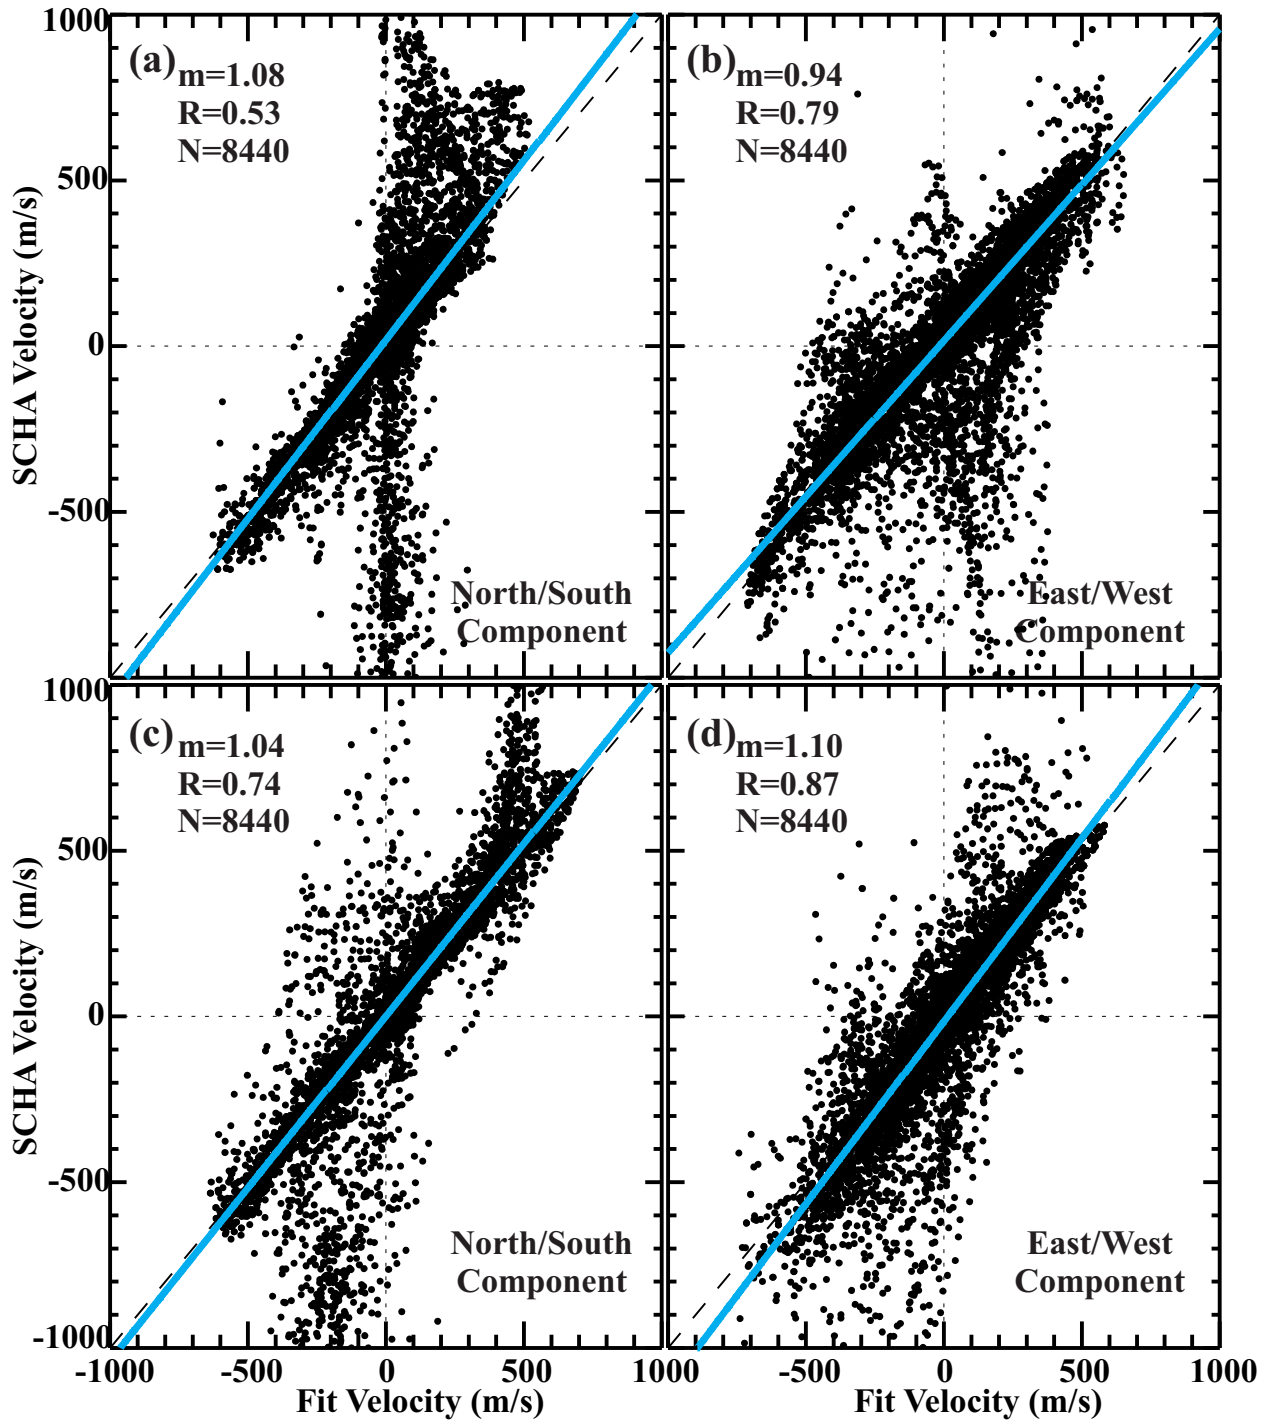 1000
500
0
-500
SCHA Velocity (m/s)
(a)
m=1.08
R=0.53
N=8440
North/South
Component
(b)
m=0.94
R=0.79
N=8440
East/West
Component
1000
500
0
-500
-1000
SCHA Velocity (m/s)
(c)
m=1.04
R=0.74
N=8440
North/South
Component
(d)
m=1.10
R=0.87
N=8440
East/West
Component
-1000 -500 0 500 1000
-500 0 500 1000
Fit Velocity (m/s)
Fit Velocity (m/s)